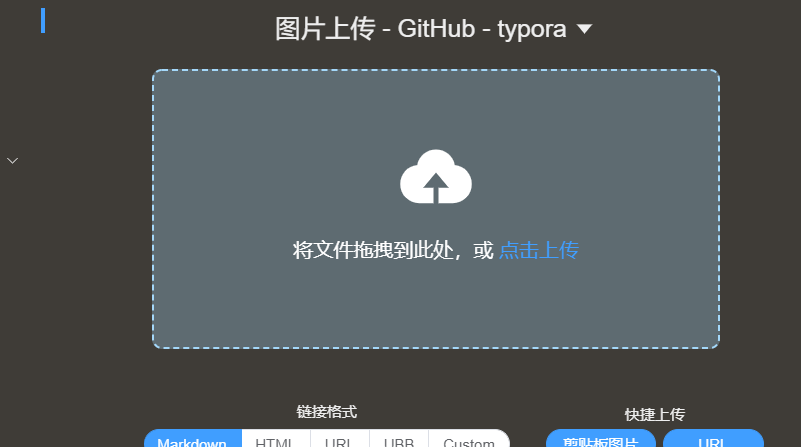 图片上传 - GitHub - typora
将文件拖拽到此处，或 点击上传
链接格式
快捷上传
Markdown HTML URL UBB Custom
剪贴板图片 URL